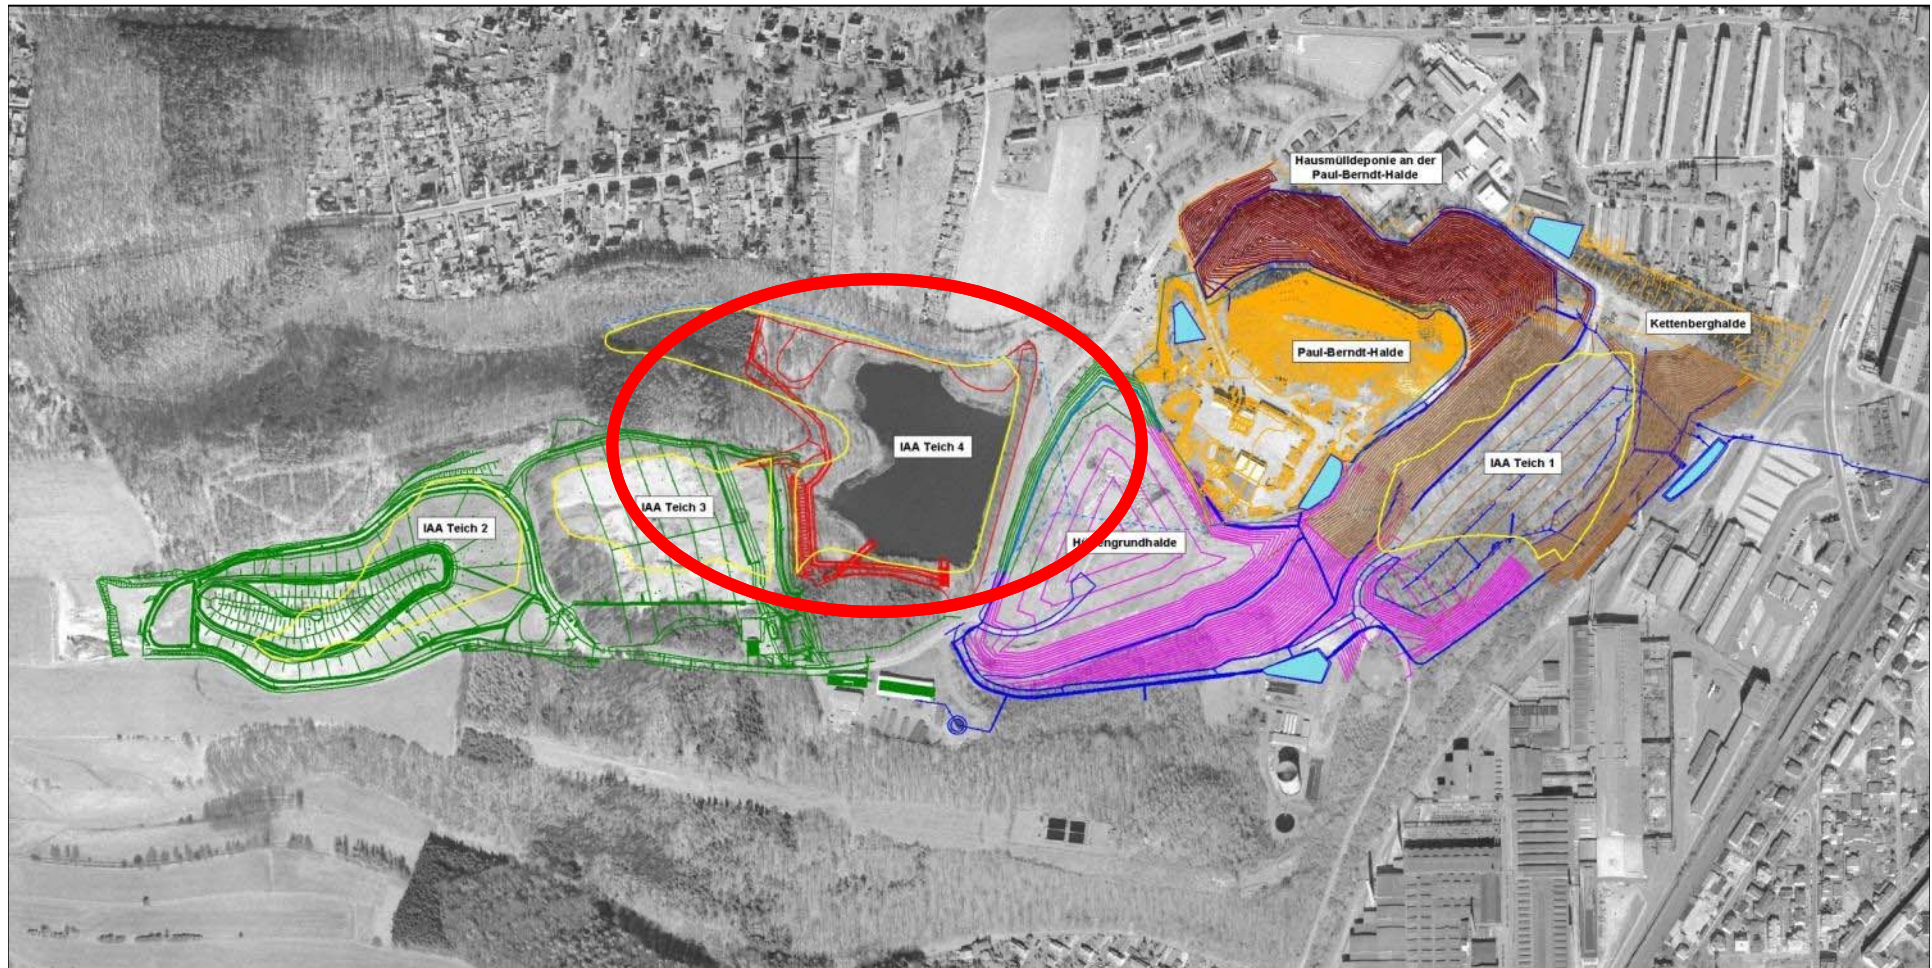 Hausmülldeponie an der
Paul-Berndt-Halde
Kettenberghalde
Paul-Berndt-Halde
IAA Teich 4
IAA Teich 1
IAA Teich 3
IAA Teich 2